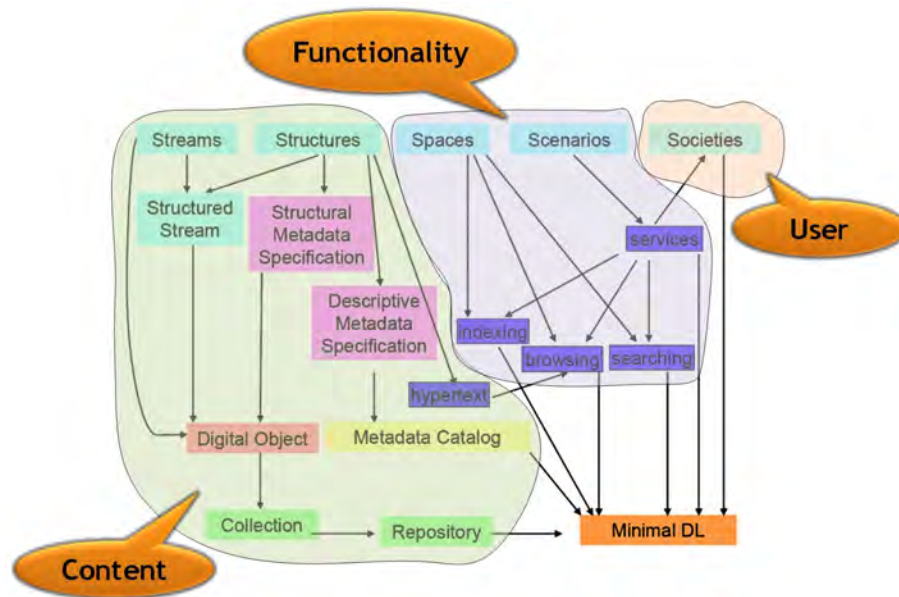 Functionality
Streams
Structures
Spaces
Scenarios
Societies
Structured
Stream
Structural
Metadata
Specification
services
User
Descriptive
Metadata
Specification
indexing
browsing
searching
hypertext
Digital Object
Metadata Catalog
Collection
Repository
Minimal DL
Content